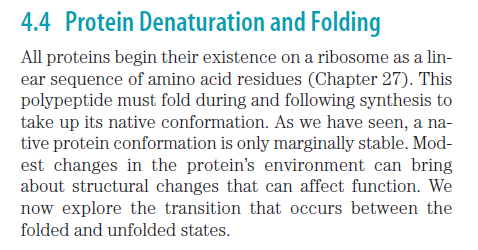 4.4 Protein Denaturation and Folding
All proteins begin their existence on a ribosome as a lin-
ear sequence of amino acid residues (Chapter 27). This
polypeptide must fold during and following synthesis to
take up its native conformation. As we have seen, a na-
tive protein conformation is only marginally stable. Mod-
est changes in the protein's environment can bring
about structural changes that can affect function. We
now explore the transition that occurs between the
folded and unfolded states.